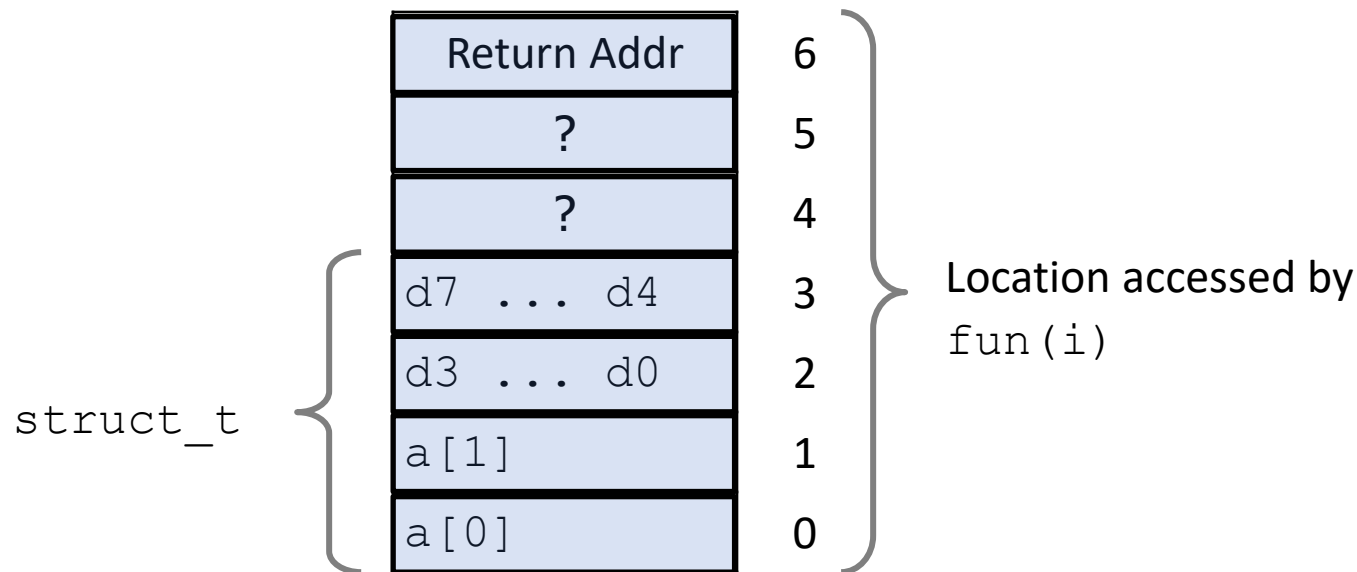 Return Addr 6
? 5
? 4
d7 ... d4 3
d3 ... d0 2
a[1] 1
a[0] 0
struct_t
Location accessed by
fun(i)